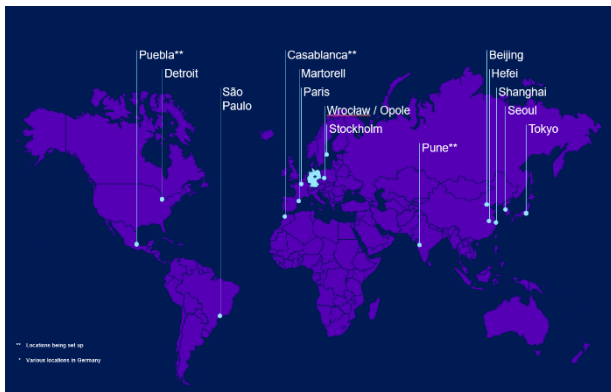 Puebla**
Detroit
São
Paulo
Casablanca**
Martorell
Paris
Wrocław / Opole
Stockholm
Pune**
Beijing
Hefei
Shanghai
Seoul
Tokyo
** Locations being set up
* Various locations in Germany